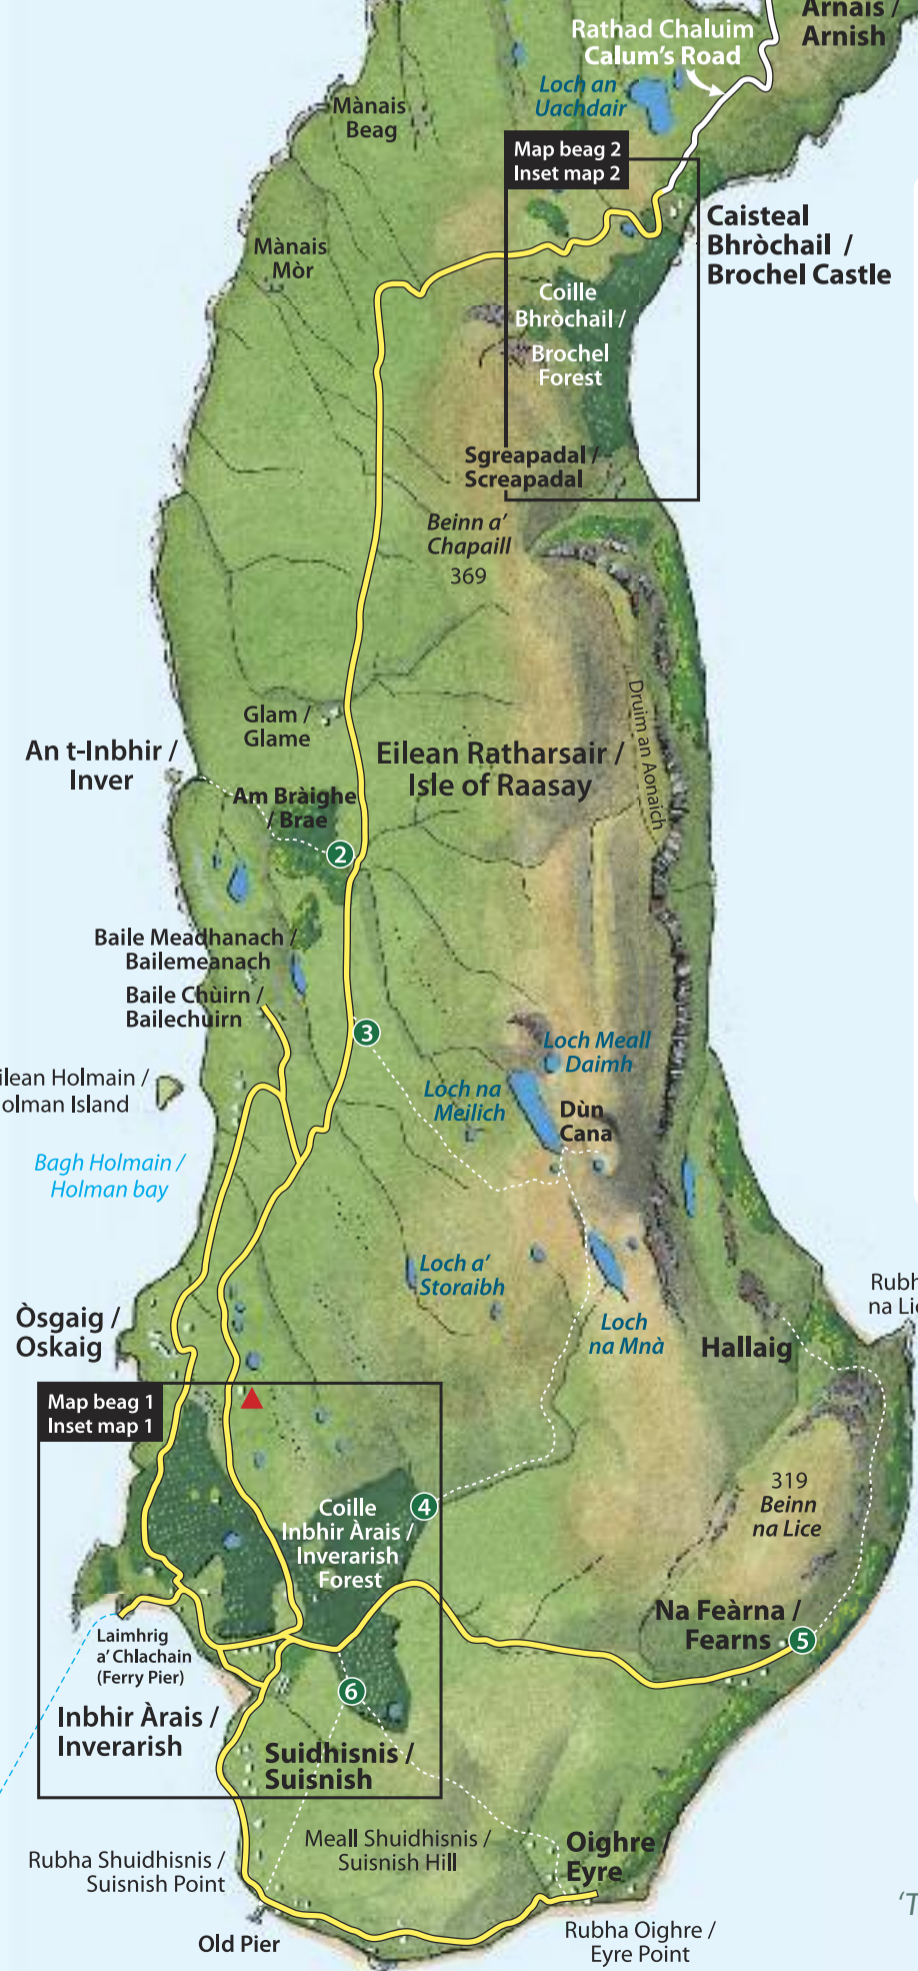 Arnais /
Arnish
Rathad Chaluim
Calum's Road
Loch an
Uachdair
Mànais
Beag
Map beag 2
Inset map 2
Caisteal
Bhròchail /
Brochel Castle
Mànais
Mòr
Coille
Bhròchail /
Brochel
Forest
Sgreapadal /
Screapadal
Beinn a'
Chapaill
369
Druim an Aonaich
Glam /
Glame
An t-Inbhir /
Inver
Eilean Ratharsair /
Isle of Raasay
Am Bràighe
/ Brae
2
Baile Meadhanach /
Bailemeanach
Baile Chùirn /
Bailechuirn
3
Loch Meall
Daimh
ilean Holmain /
olman Island
Loch na
Meilich
Dùn
Cana
Bagh Holmain /
Holman bay
Loch a'
Storaibh
Rubh
na Lic
Òsgaig /
Oskaig
Loch
na Mnà
Hallaig
Map beag 1
Inset map 1
319
Beinn
na Lice
4
Coille
Inbhir Àrais /
Inverarish
Forest
Na Feàrna /
Fearns
5
Laimhrig
a' Chlachain
(Ferry Pier)
6
Inbhir Àrais /
Inverarish
Suidhisnis /
Suisnish
Meall Shuidhisnis /
Suisnish Hill
Oighre /
Eyre
Rubha Shuidhisnis /
Suisnish Point
'T
Old Pier
Rubha Oighre /
Eyre Point